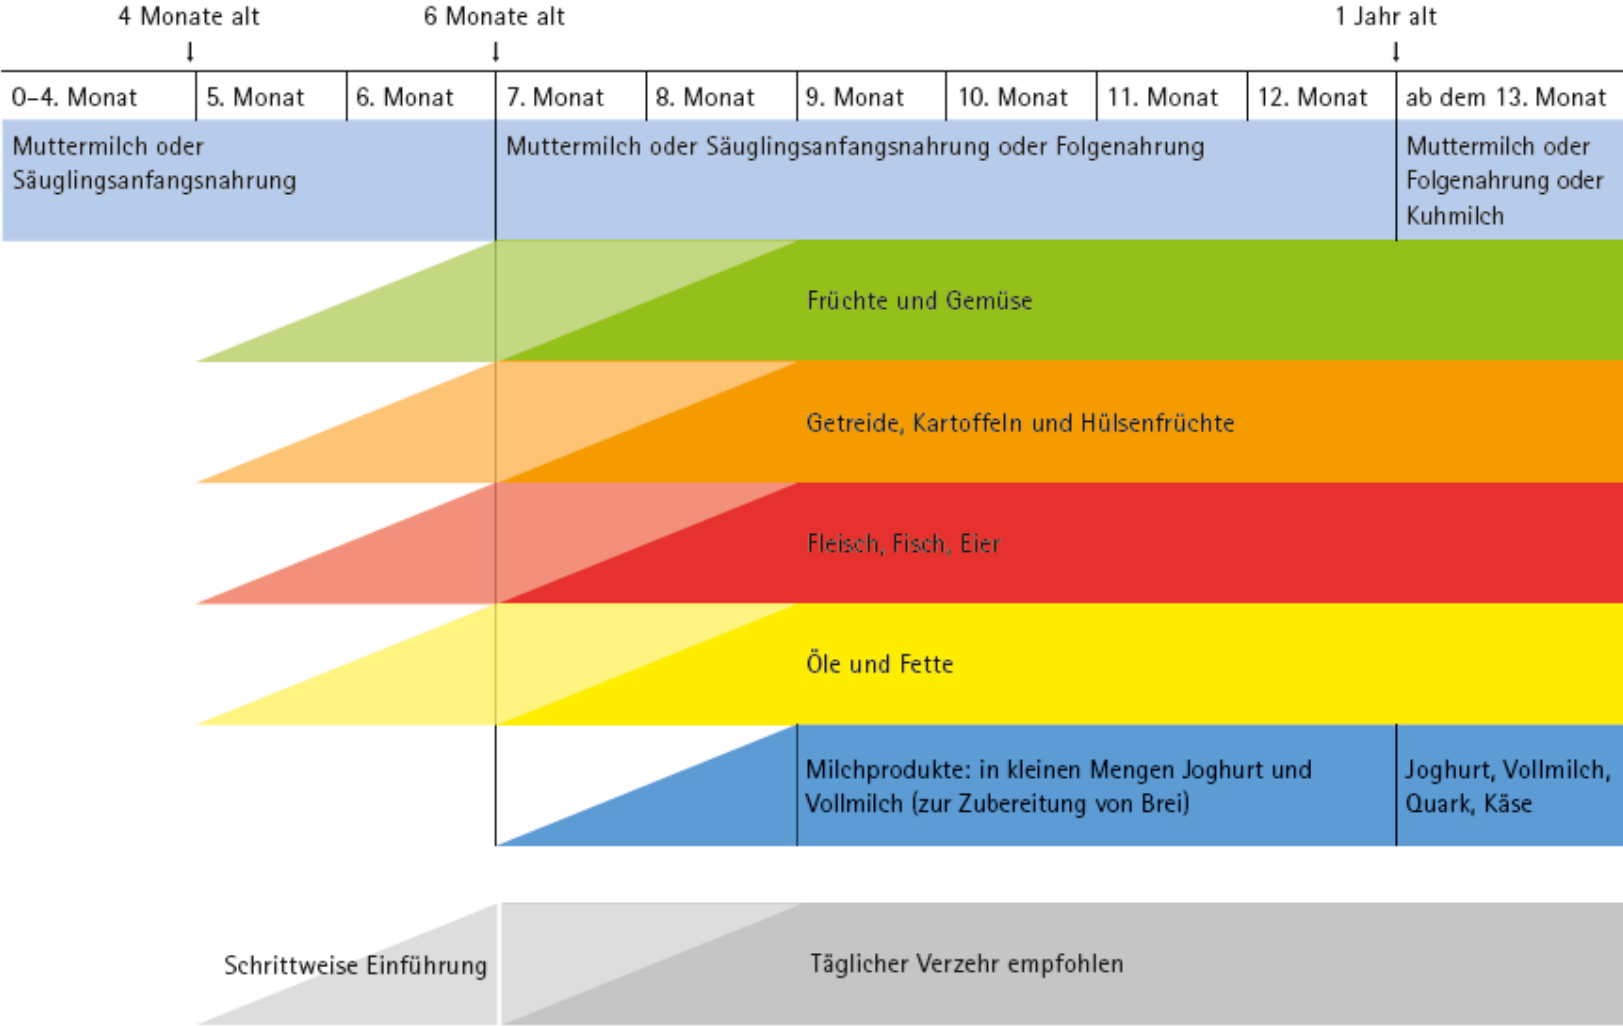 4 Monate alt
6 Monate alt
1 Jahr alt
0–4. Monat
5. Monat
6. Monat
7. Monat
8. Monat
9. Monat
10. Monat
11. Monat
12. Monat
ab dem 13. Monat
Muttermilch oder
Säuglingsanfangsnahrung
Muttermilch oder Säuglingsanfangsnahrung oder Folgenahrung
Muttermilch oder
Folgenahrung oder
Kuhmilch
Früchte und Gemüse
Getreide, Kartoffeln und Hülsenfrüchte
Fleisch, Fisch, Eier
Öle und Fette
Milchprodukte: in kleinen Mengen Joghurt und
Vollmilch (zur Zubereitung von Brei)
Joghurt, Vollmilch,
Quark, Käse
Schrittweise Einführung
Täglicher Verzehr empfohlen